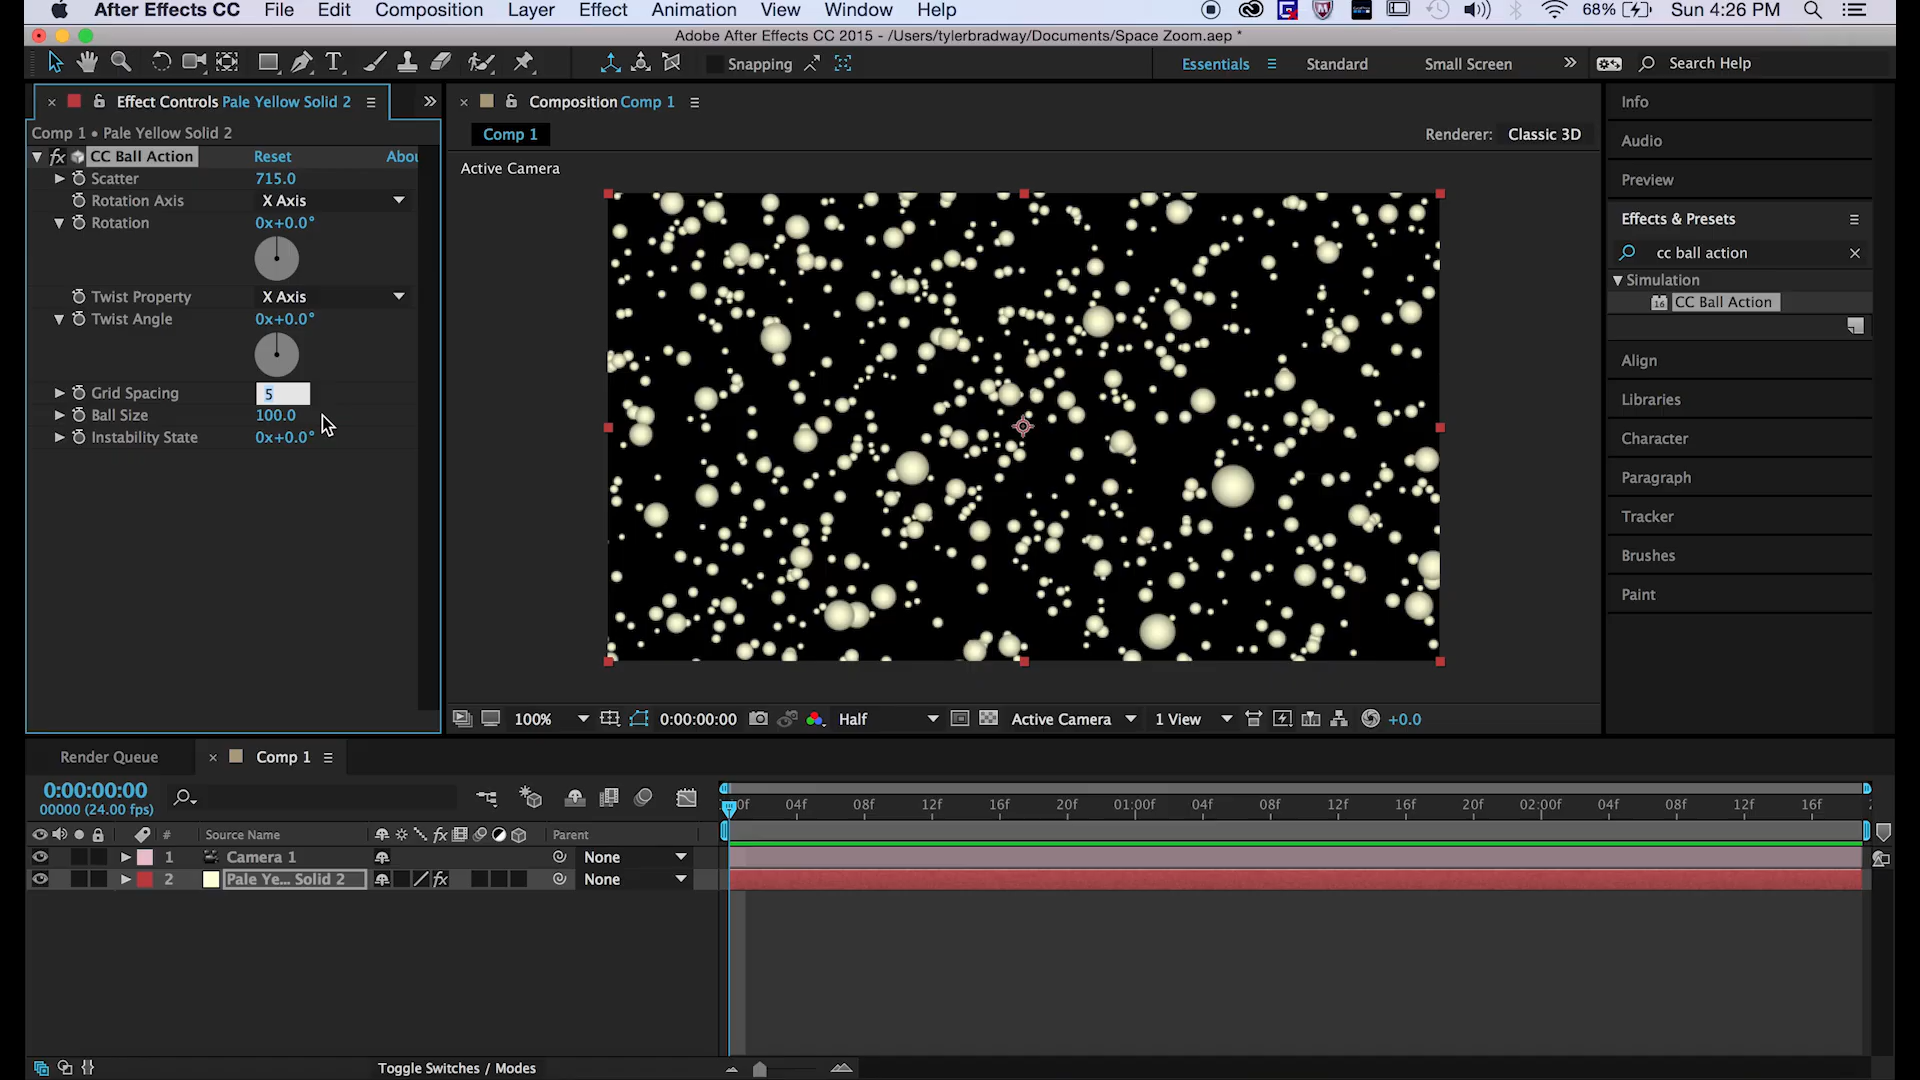 After Effects CC File Edit Composition Layer Effect Animation View Window Help 68% Sun 4:26 PM
Adobe After Effects CC 2015 - /Users/tylerbradway/Documents/Space Zoom.aep *
Snapping Essentials Standard Small Screen Search Help
Effect Controls Pale Yellow Solid 2
Composition Comp 1
Info
Comp 1 • Pale Yellow Solid 2
Comp 1
Renderer: Classic 3D
Audio
fx CC Ball Action Reset Abou
Active Camera
Scatter 715.0
Preview
Rotation Axis X Axis
Rotation 0x+0.0°
Effects & Presets
cc ball action
Simulation
Twist Property X Axis
16 CC Ball Action
Twist Angle 0x+0.0°
Align
Grid Spacing 5
Libraries
Ball Size 100.0
Instability State 0x+0.0°
Character
Paragraph
Tracker
Brushes
Paint
100% 0:00:00:00 Half Active Camera 1 View +0.0
Render Queue Comp 1
0:00:00:00
00000 (24.00 fps)
00f 04f 08f 12f 16f 20f 01:00f 04f 08f 12f 16f 20f 02:00f 04f 08f 12f 16f
# Source Name fx Parent
1 Camera 1 None
2 Pale Ye... Solid 2 fx None
Toggle Switches / Modes